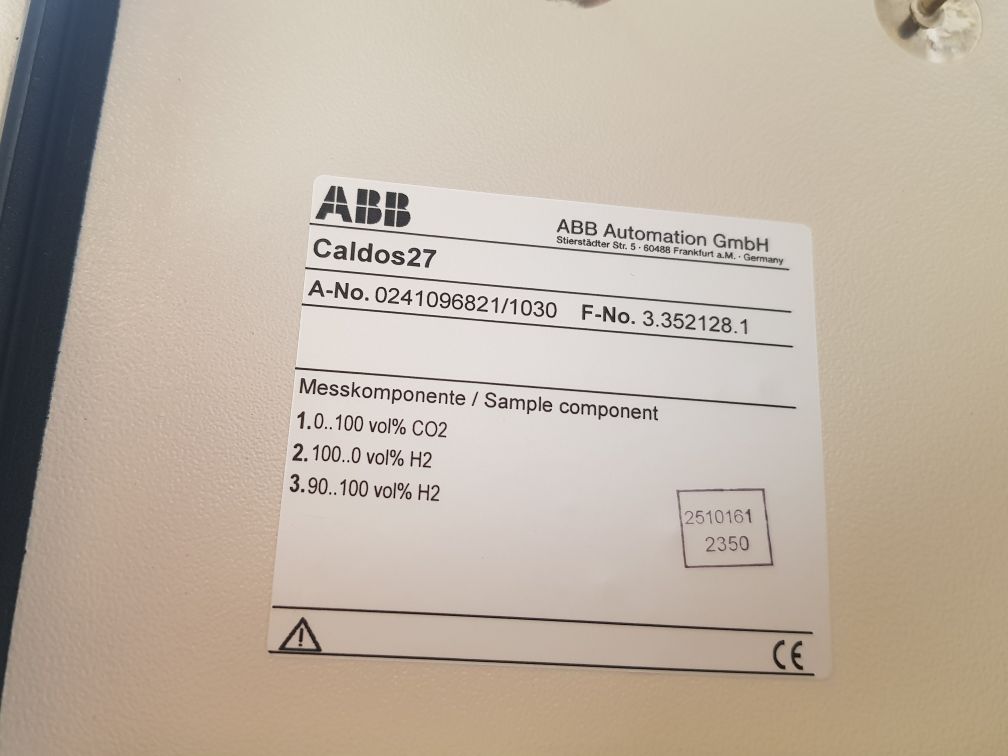 ABB
ABB Automation GmbH
Stierstädter Str. 5 · 60488 Frankfurt a.M. · Germany
Caldos27
A-No. 0241096821/1030 F-No. 3.352128.1
Messkomponente / Sample component
1.0..100 vol% CO2
2.100..0 vol% H2
3.90..100 vol% H2
2510161
2350
CE